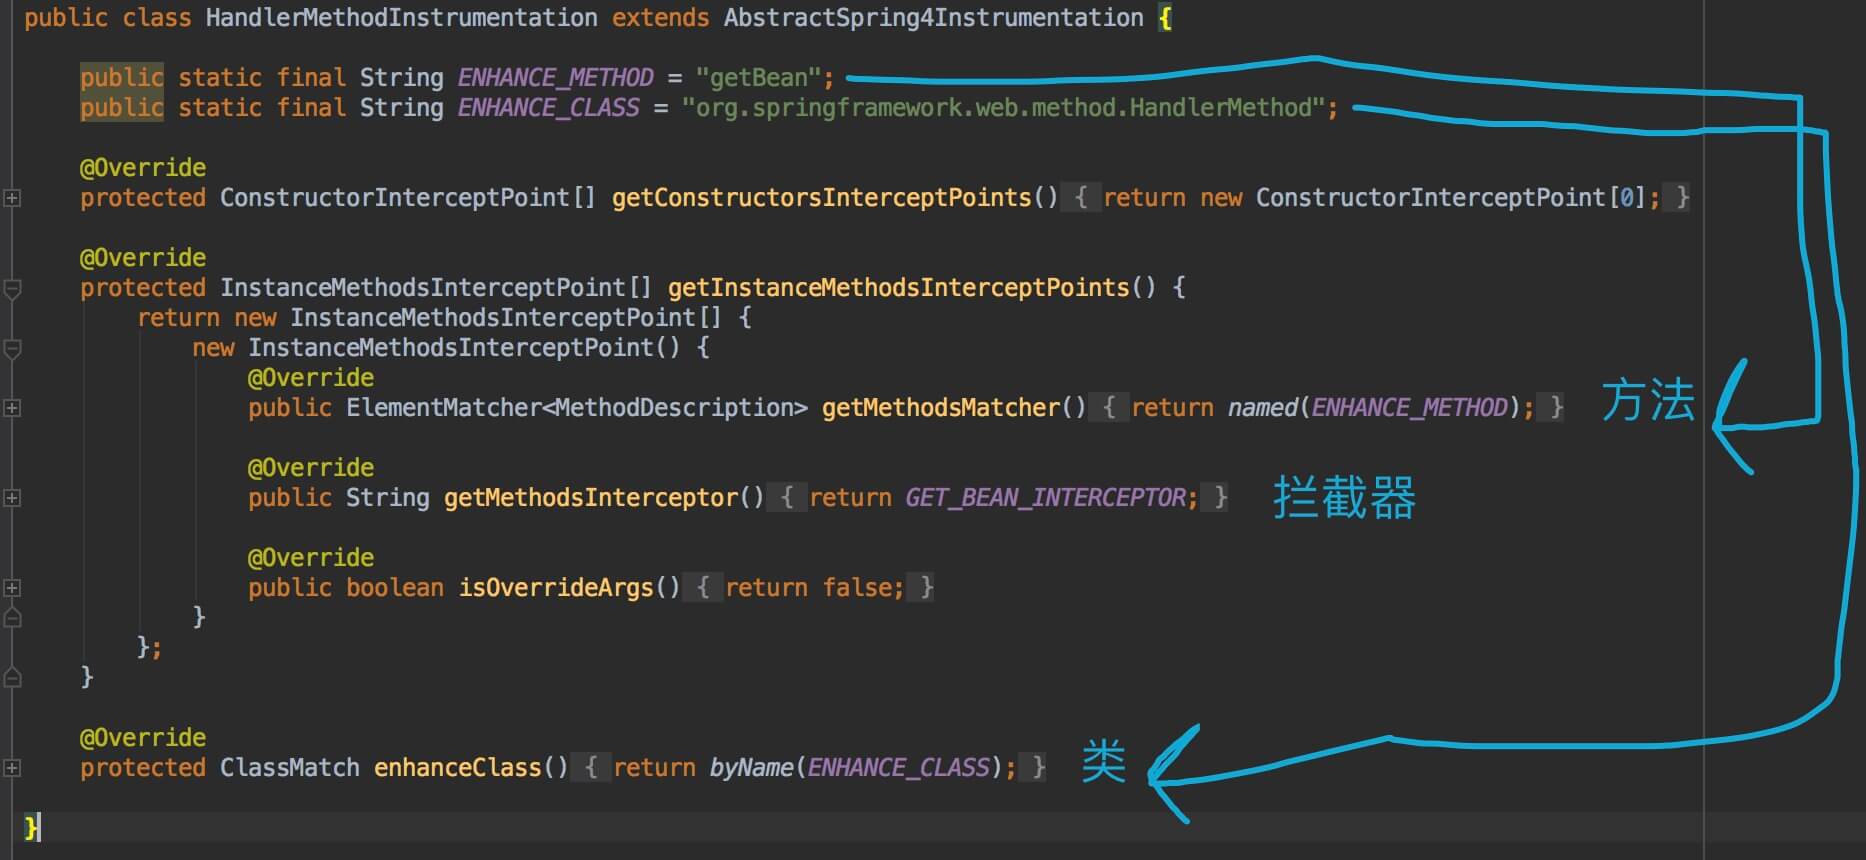 public class HandlerMethodInstrumentation extends AbstractSpring4Instrumentation {
public static final String ENHANCE_METHOD = "getBean";
public static final String ENHANCE_CLASS = "org.springframework.web.method.HandlerMethod";
@Override
protected ConstructorInterceptPoint[] getConstructorsInterceptPoints() { return new ConstructorInterceptPoint[0]; }
@Override
protected InstanceMethodsInterceptPoint[] getInstanceMethodsInterceptPoints() {
return new InstanceMethodsInterceptPoint[] {
new InstanceMethodsInterceptPoint() {
@Override
public ElementMatcher<MethodDescription> getMethodsMatcher() { return named(ENHANCE_METHOD); } 方法
@Override
public String getMethodsInterceptor() { return GET_BEAN_INTERCEPTOR; } 拦截器
@Override
public boolean isOverrideArgs() { return false; }
}
};
}
@Override
protected ClassMatch enhanceClass() { return byName(ENHANCE_CLASS); } 类
}